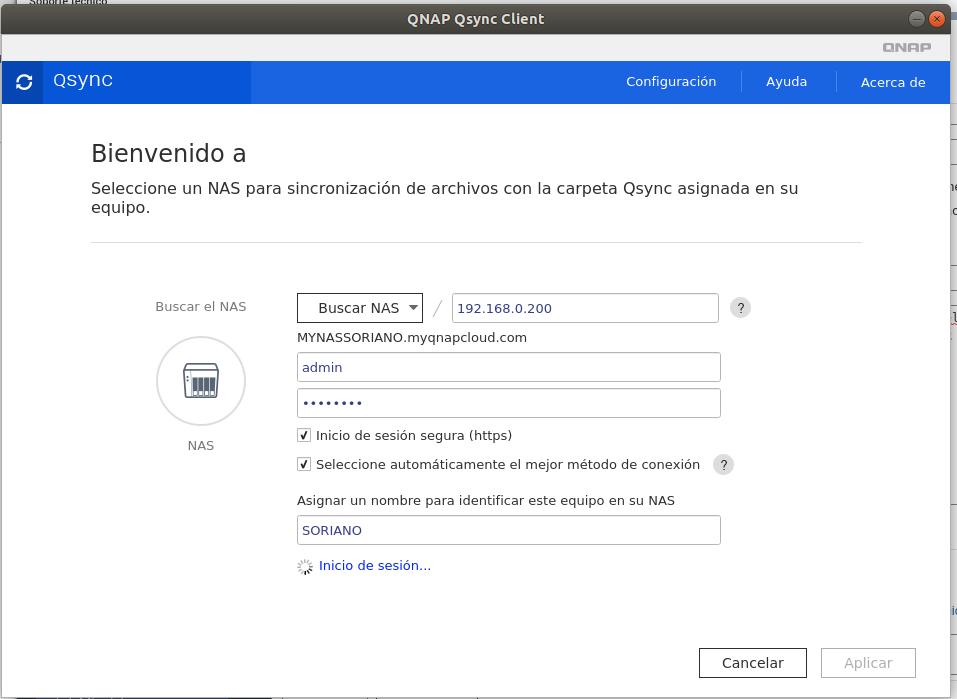 Soporte técnico
QNAP Qsync Client
QNAP
Qsync
Configuración
Ayuda
Acerca de
Bienvenido a
Seleccione un NAS para sincronización de archivos con la carpeta Qsync asignada en su
equipo.
Buscar el NAS
Buscar NAS / 192.168.0.200 ?
MYNASSORIANO.myqnapcloud.com
admin
NAS
Inicio de sesión segura (https)
Seleccione automáticamente el mejor método de conexión ?
Asignar un nombre para identificar este equipo en su NAS
SORIANO
Inicio de sesión...
Cancelar
Aplicar